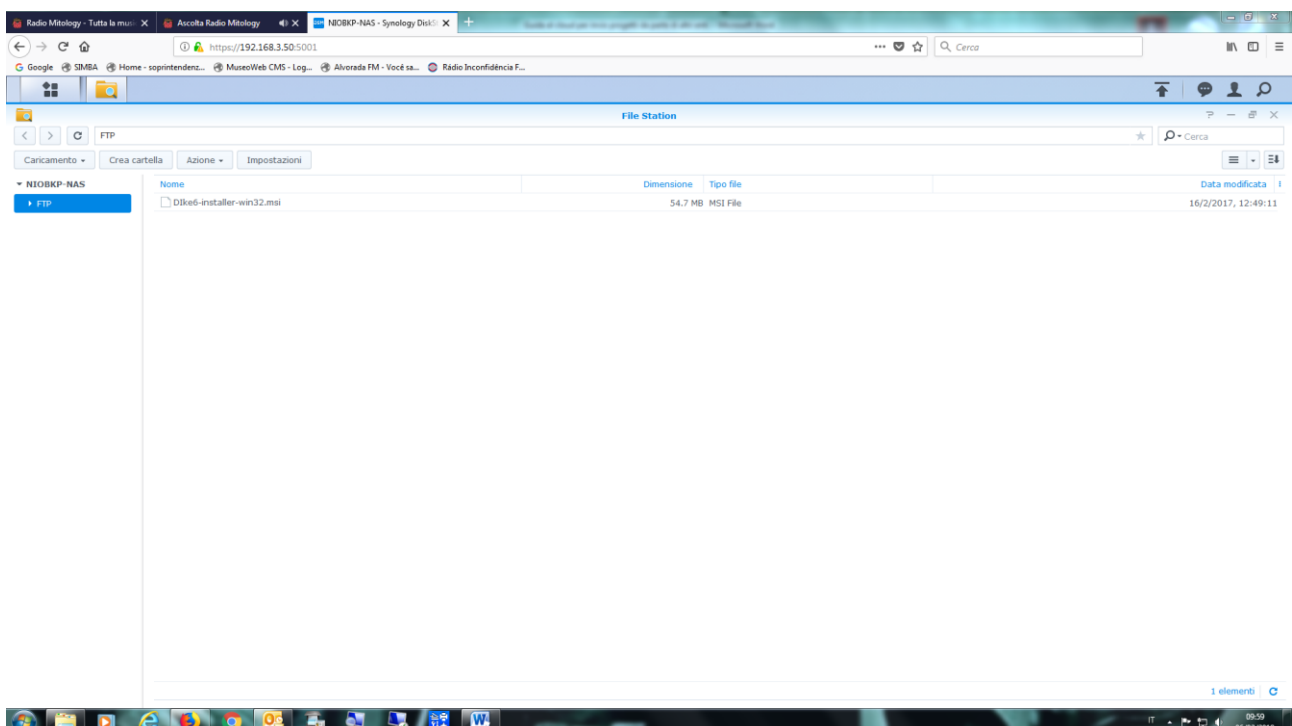 Radio Mitology - Tutta la mus
Ascolta Radio Mitology
NIOBKP-NAS - Synology DiskSt
https://192.168.3.50:5001
Cerca
Google
SIMBA
Home - soprintendenz...
MuseoWeb CMS - Log...
Alvorada FM - Você sa...
Rádio Inconfidência F...
File Station
FTP
Cerca
Caricamento
Crea cartella
Azione
Impostazioni
NIOBKP-NAS
FTP
Nome Dimensione Tipo file Data modificata
DIke6-installer-win32.msi 54.7 MB MSI File 16/2/2017, 12:49:11
1 elementi
IT
09:59